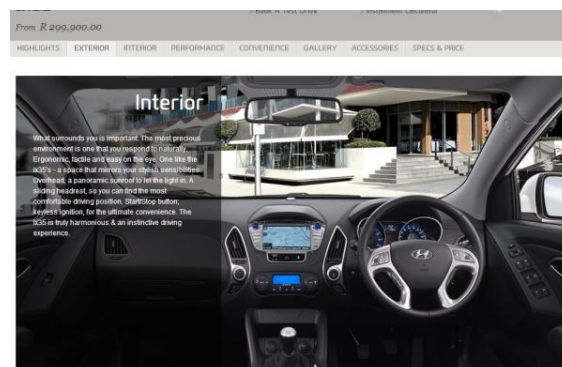 > Book A Test Drive > Instalment Calculator
From R 299,900.00
HIGHLIGHTS EXTERIOR INTERIOR PERFORMANCE CONVENIENCE GALLERY ACCESSORIES SPECS & PRICE
Interior
What surrounds you is important. The most precious
environment is one that you respond to naturally.
Ergonomic, tactile and easy on the eye. One like the
ix35's - a space that mirrors your stylish sensibilities.
Overhead, a panoramic sunroof to let the light in. A
sliding headrest, so you can find the most
comfortable driving position. Start/Stop button,
keyless ignition, for the ultimate convenience. The
ix35 is truly harmonious & an instinctive driving
experience.